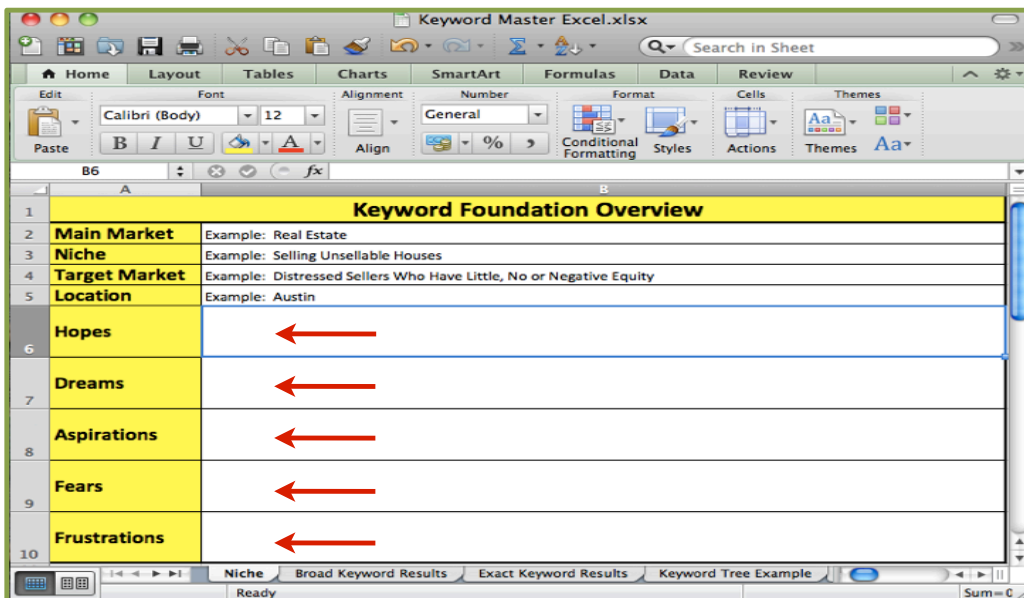 Keyword Master Excel.xlsx
Search in Sheet
Home Layout Tables Charts SmartArt Formulas Data Review
Edit Font Alignment Number Format Cells Themes
Calibri (Body) 12 General
Paste B I U A Align % Conditional Formatting Styles Actions Themes Aa
B6 fx
A B
1 Keyword Foundation Overview
2 Main Market Example: Real Estate
3 Niche Example: Selling Unsellable Houses
4 Target Market Example: Distressed Sellers Who Have Little, No or Negative Equity
5 Location Example: Austin
6 Hopes
7 Dreams
8 Aspirations
9 Fears
10 Frustrations
Niche Broad Keyword Results Exact Keyword Results Keyword Tree Example
Ready Sum=0